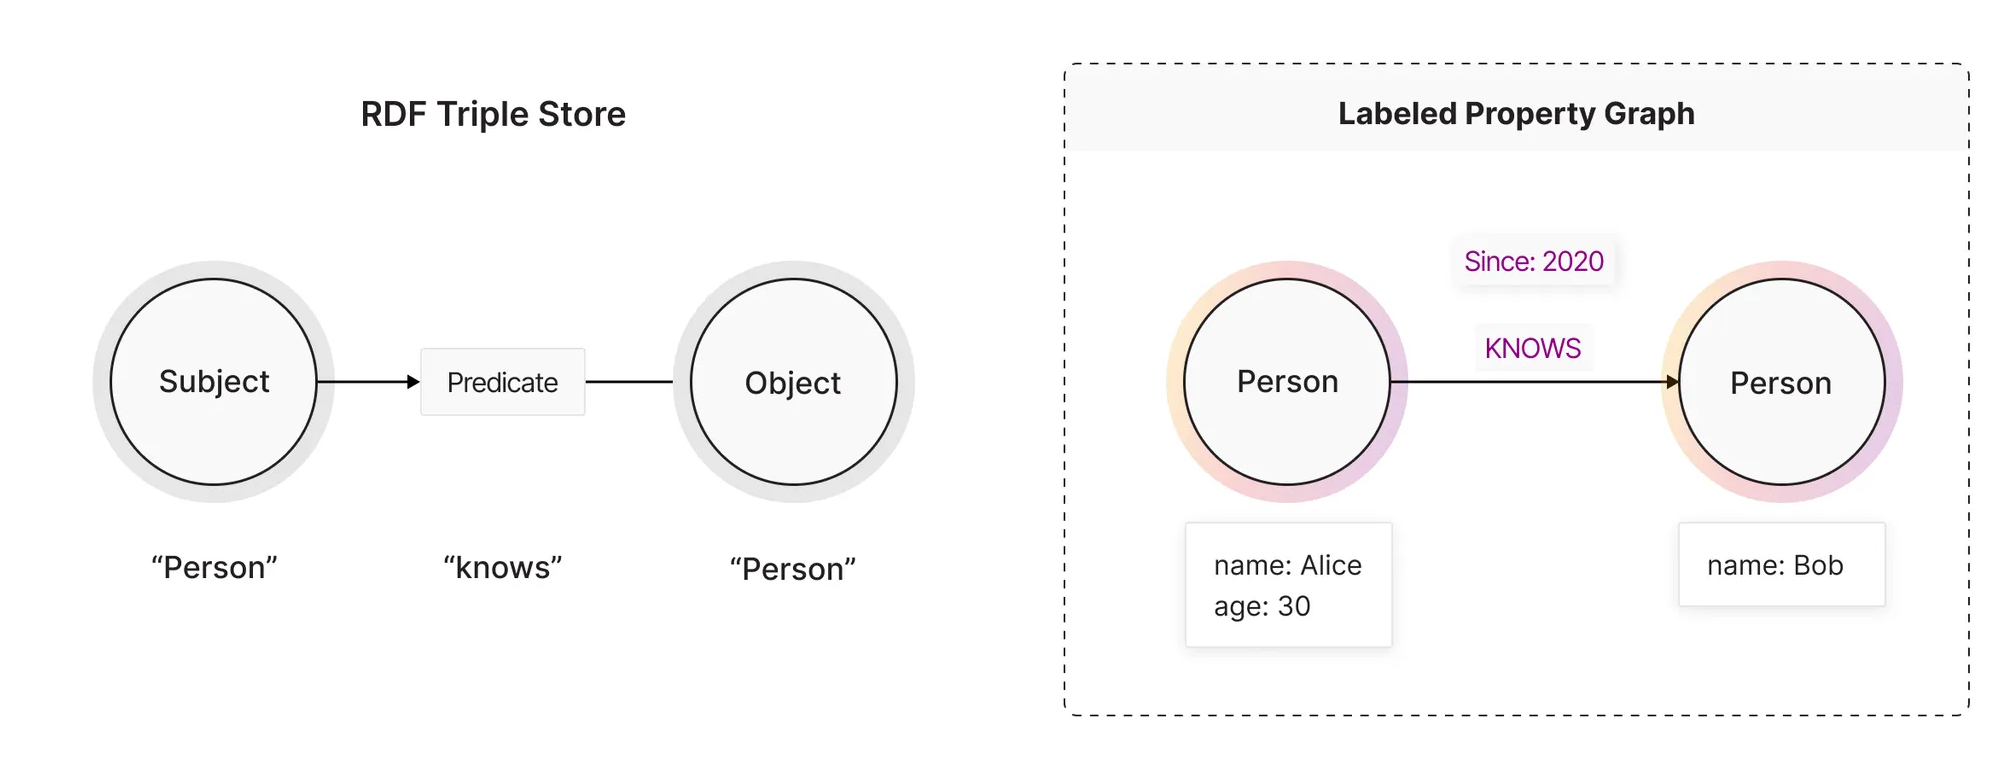 RDF Triple Store
Subject
Predicate
Object
“Person”
“knows”
“Person”
Labeled Property Graph
Since: 2020
KNOWS
Person
Person
name: Alice
age: 30
name: Bob